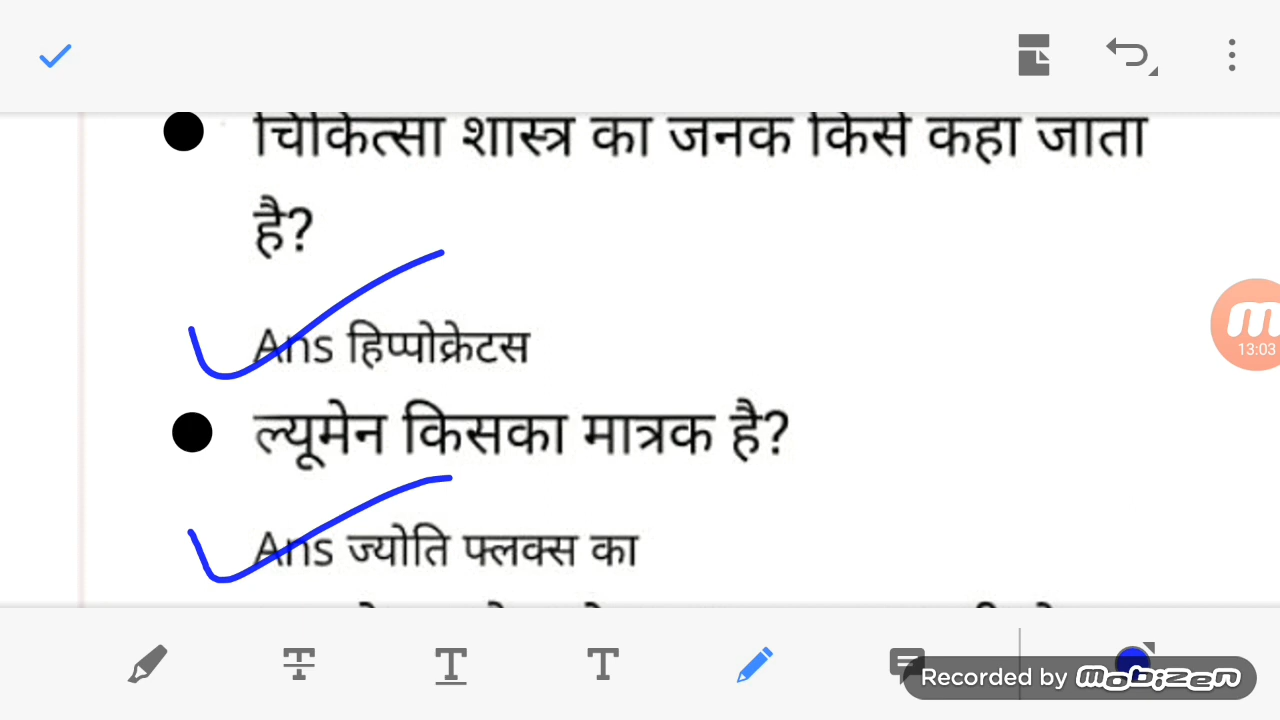 चिकित्सा शास्त्र का जनक किसे कहा जाता
है?
Ans हिप्पोक्रेटस
13:03
ल्यूमेन किसका मात्रक है?
Ans ज्योति फ्लक्स का
T T T
Recorded by mobizen